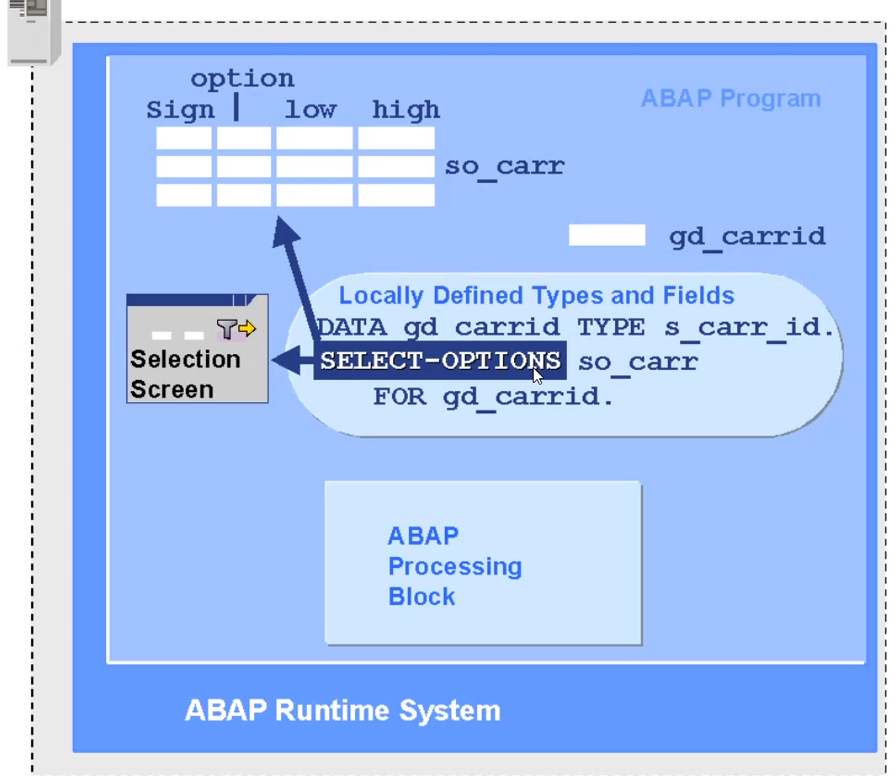 option
Sign | low high
ABAP Program
so_carr
gd_carrid
Locally Defined Types and Fields
DATA gd carrid TYPE s_carr_id.
SELECT-OPTIONS so_carr
FOR gd_carrid.
Selection
Screen
ABAP
Processing
Block
ABAP Runtime System